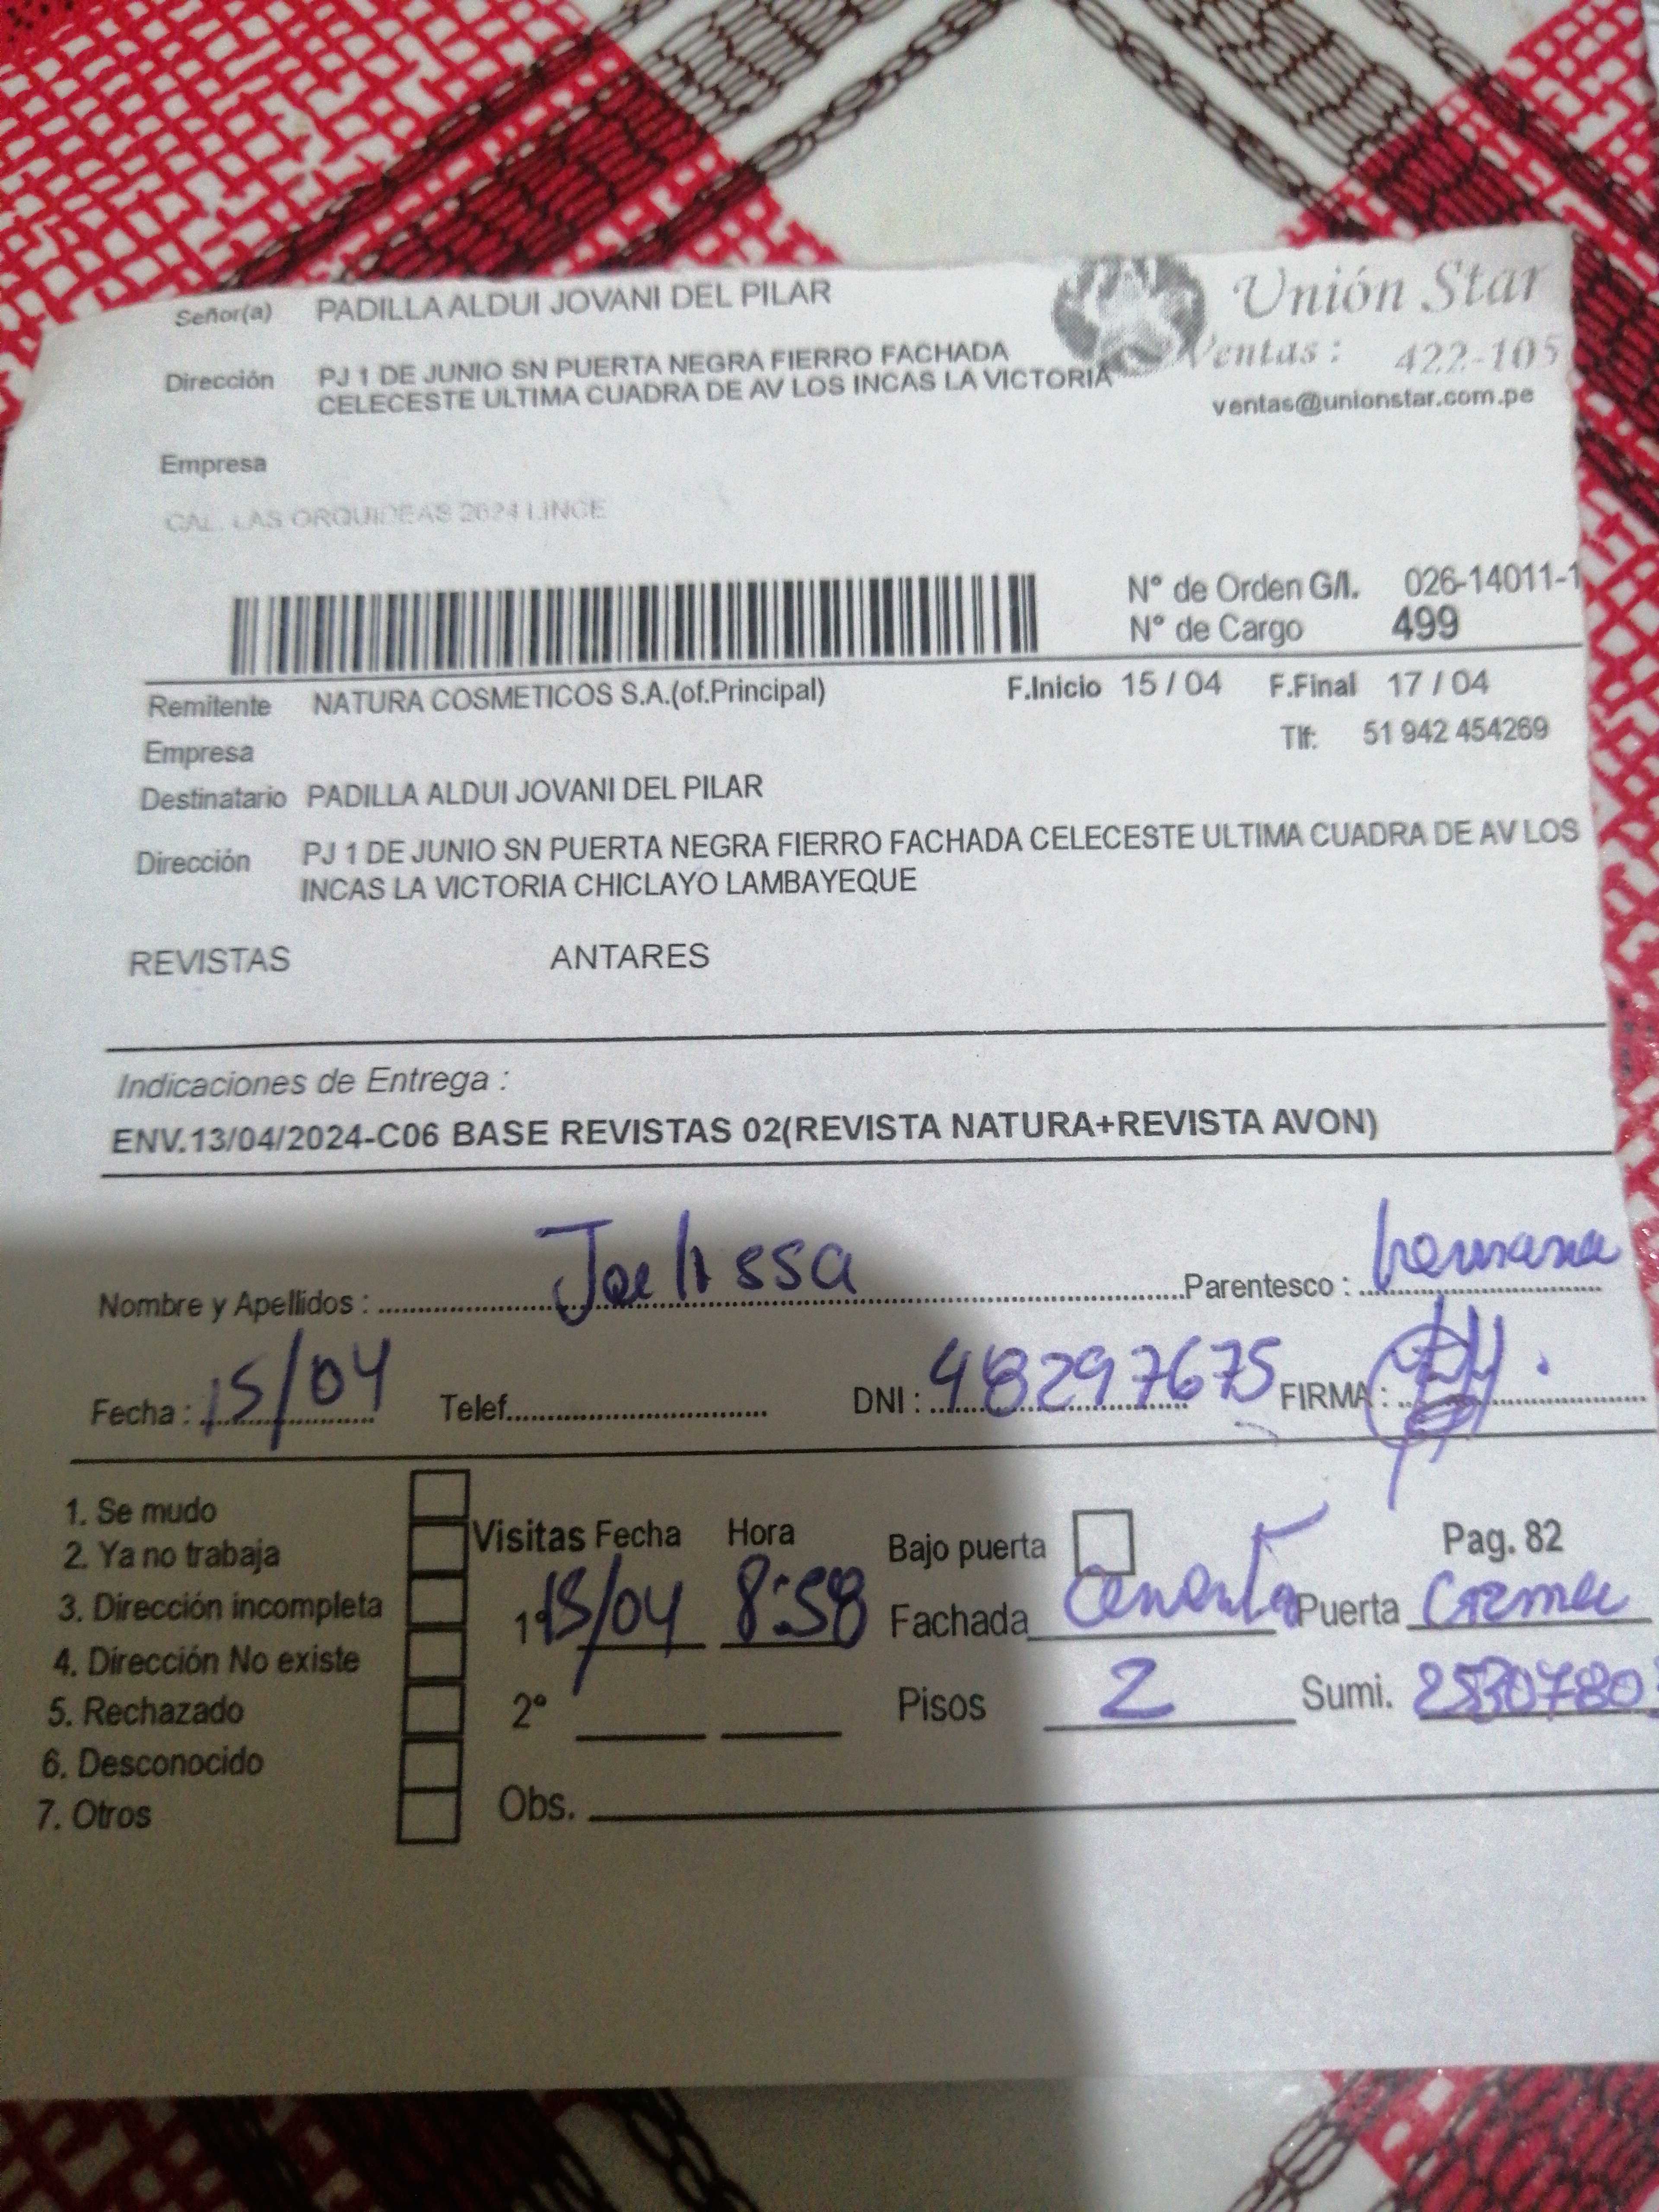 Señor(a) PADILLA ALDUI JOVANI DEL PILAR
Unión Star
Dirección PJ 1 DE JUNIO SN PUERTA NEGRA FIERRO FACHADA
CELECESTE ULTIMA CUADRA DE AV LOS INCAS LA VICTORIA
Ventas : 422-105
ventas@unionstar.com.pe
Empresa
CAL. LAS ORQUIDEAS 2624 LINCE
N° de Orden G/I. 026-14011-1
N° de Cargo 499
Remitente NATURA COSMETICOS S.A.(of.Principal) F.Inicio 15 / 04 F.Final 17 / 04
Empresa Tlf: 51 942 454269
Destinatario PADILLA ALDUI JOVANI DEL PILAR
Dirección PJ 1 DE JUNIO SN PUERTA NEGRA FIERRO FACHADA CELECESTE ULTIMA CUADRA DE AV LOS
INCAS LA VICTORIA CHICLAYO LAMBAYEQUE
REVISTAS ANTARES
Indicaciones de Entrega :
ENV.13/04/2024-C06 BASE REVISTAS 02(REVISTA NATURA+REVISTA AVON)
Nombre y Apellidos : Joelissa Parentesco : hermana
Fecha : 15/04 Telef. DNI : 48297675 FIRMA :
1. Se mudo
2. Ya no trabaja
3. Dirección incompleta
4. Dirección No existe
5. Rechazado
6. Desconocido
7. Otros
Visitas Fecha Hora Bajo puerta Pag. 82
1° 15/04 8:58 Fachada Cemento Puerta Crema
2° Pisos 2 Sumi.
Obs.